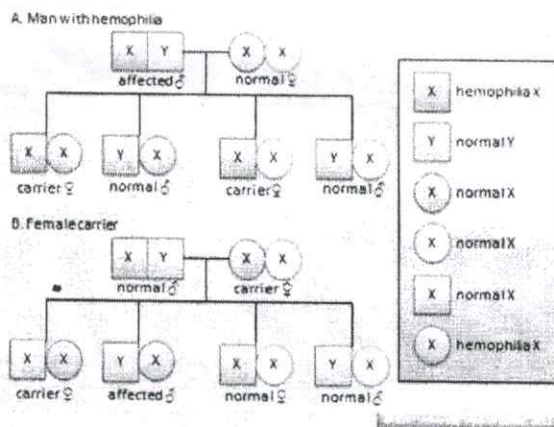 A. Man with hemophilia
X Y X X
affected♂ normal♀
X X Y X X X Y X
carrier♀ normal♂ carrier♀ normal♂
B. Female carrier
X Y X X
normal♂ carrier♀
X X Y X X X Y X
carrier♀ affected♂ normal♀ normal♂
X hemophilia X
Y normal Y
X normal X
X normal X
X normal X
X hemophilia X